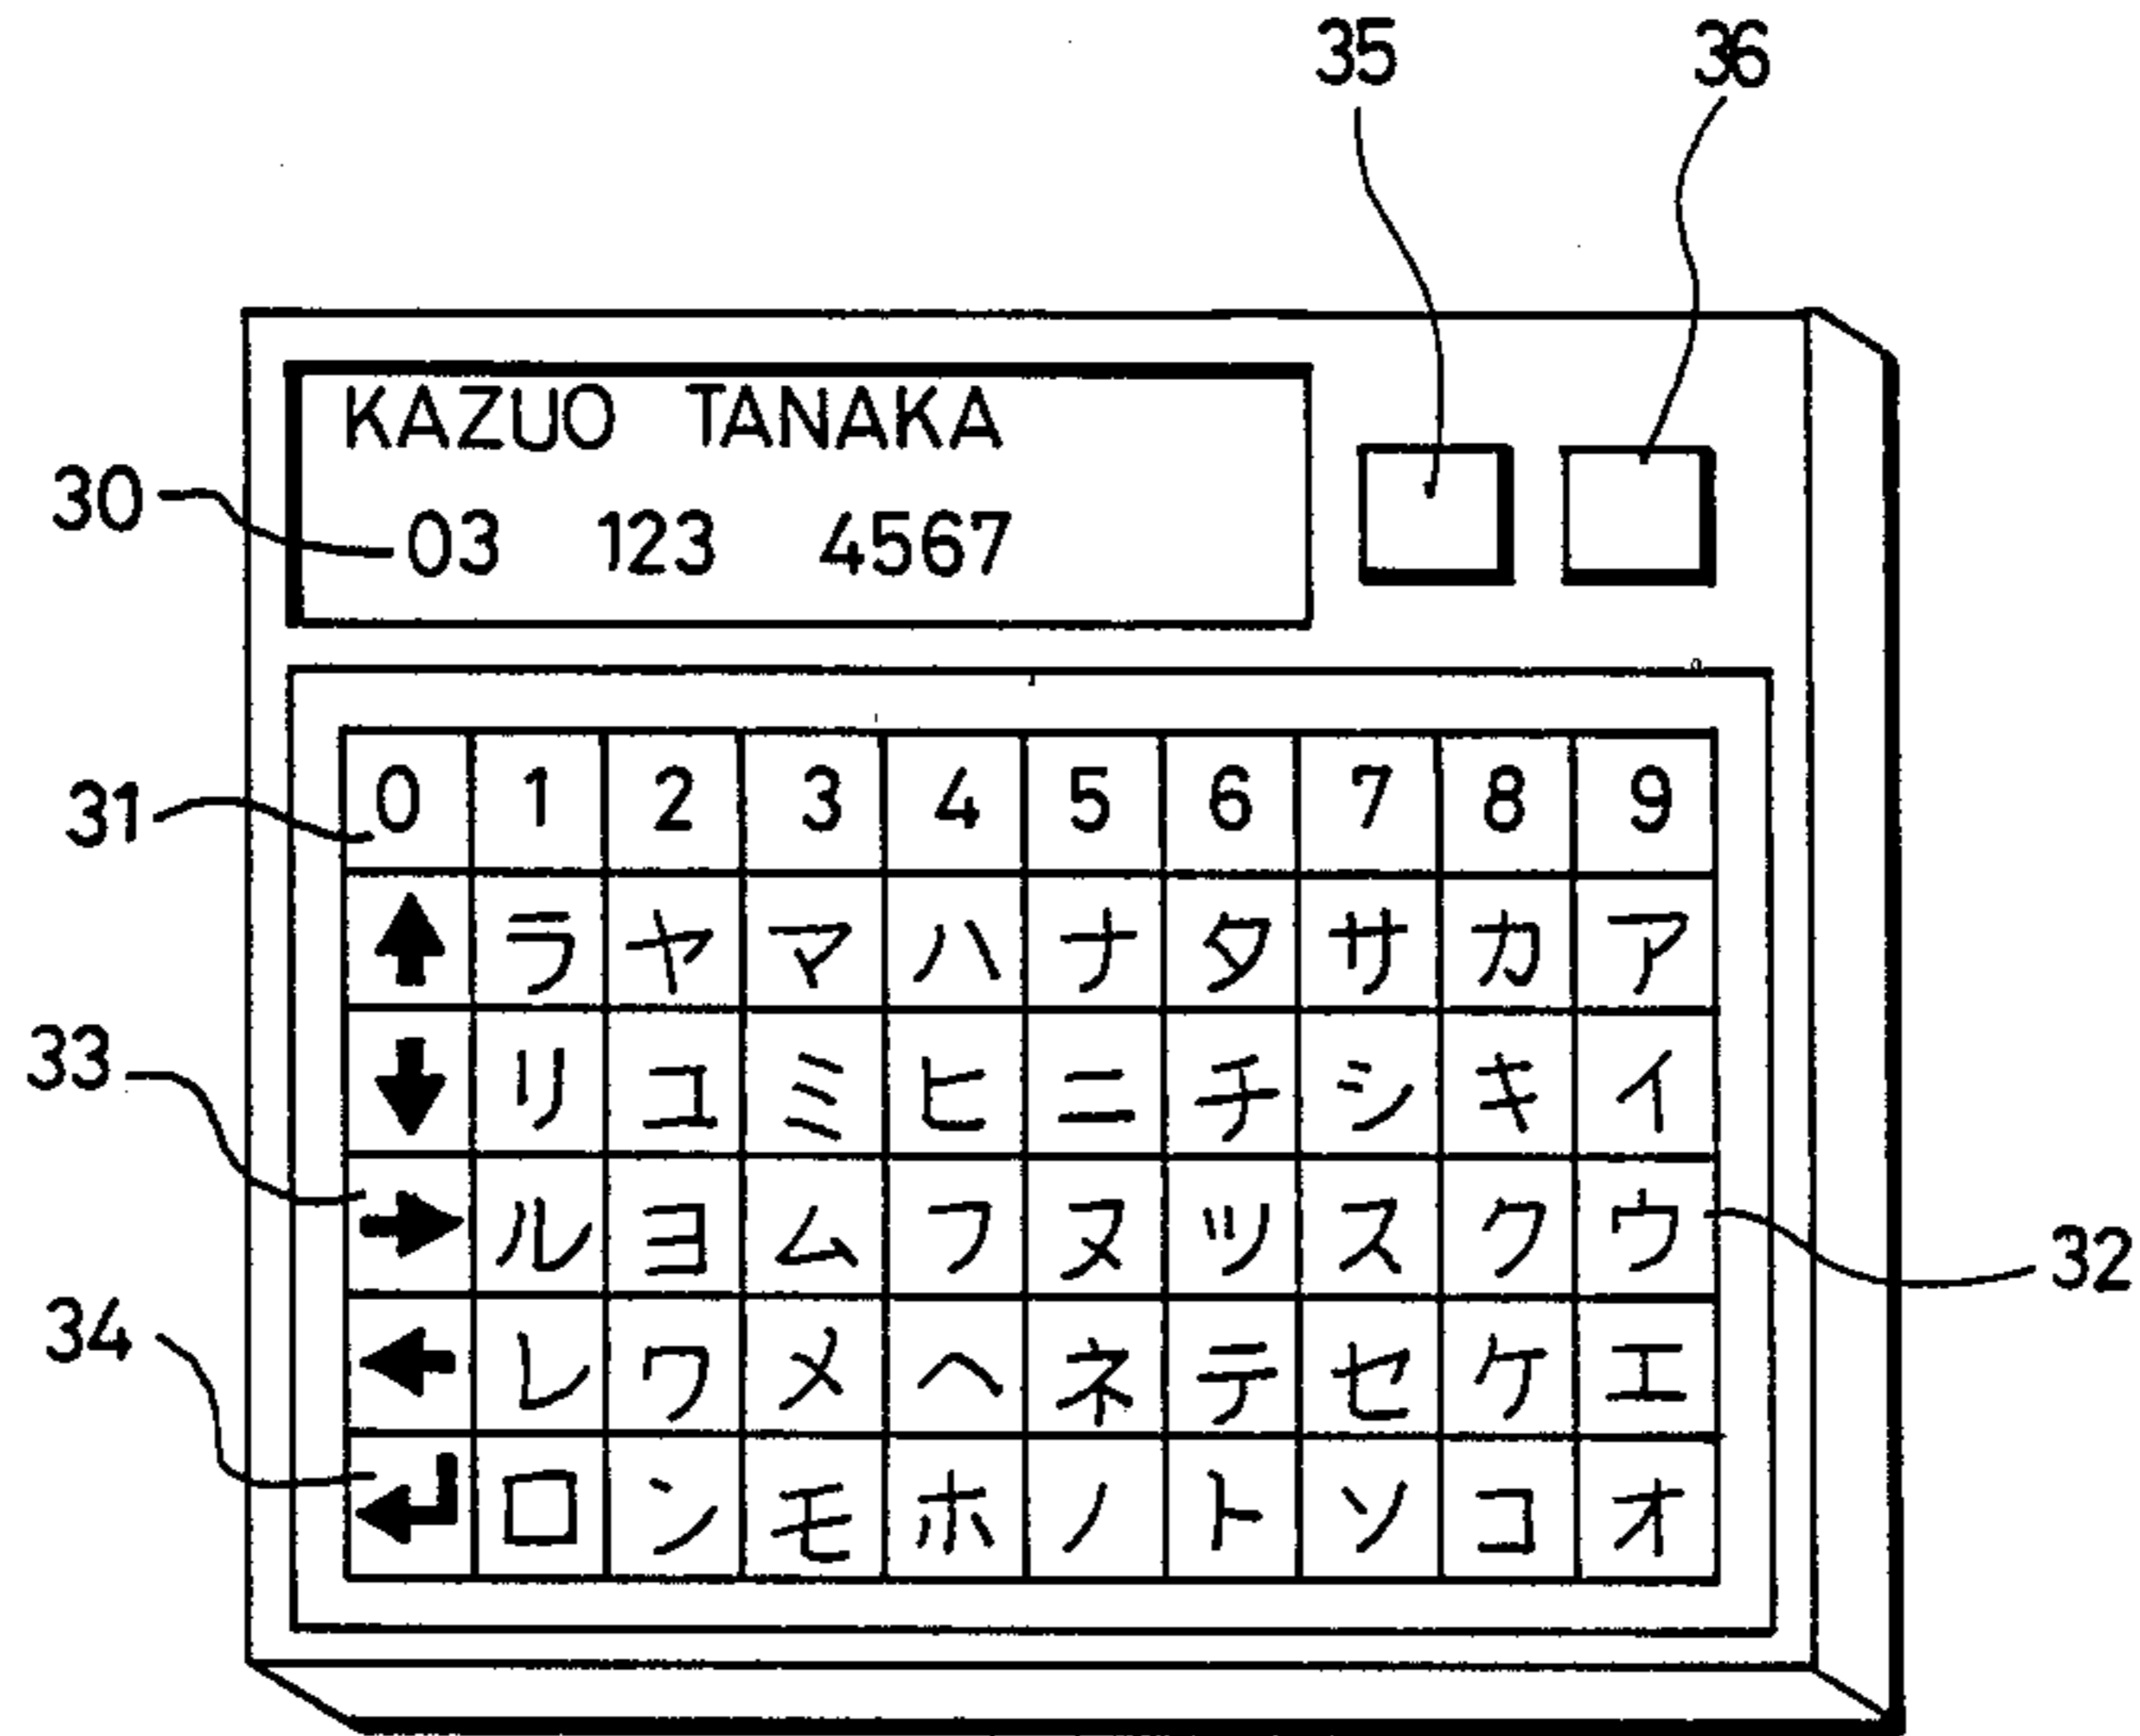 35 36
KAZUO TANAKA
30
03 123 4567
31
0 1 2 3 4 5 6 7 8 9
↑ ラ ヤ マ ハ ナ タ サ カ ア
33
↓ リ ユ ミ ヒ ニ チ シ キ イ
→ ル ヨ ム フ ヌ ツ ス ク ウ
32
34
← レ ワ メ ヘ ネ テ セ ケ エ
↵ ロ ン モ ホ ノ ト ソ コ オ